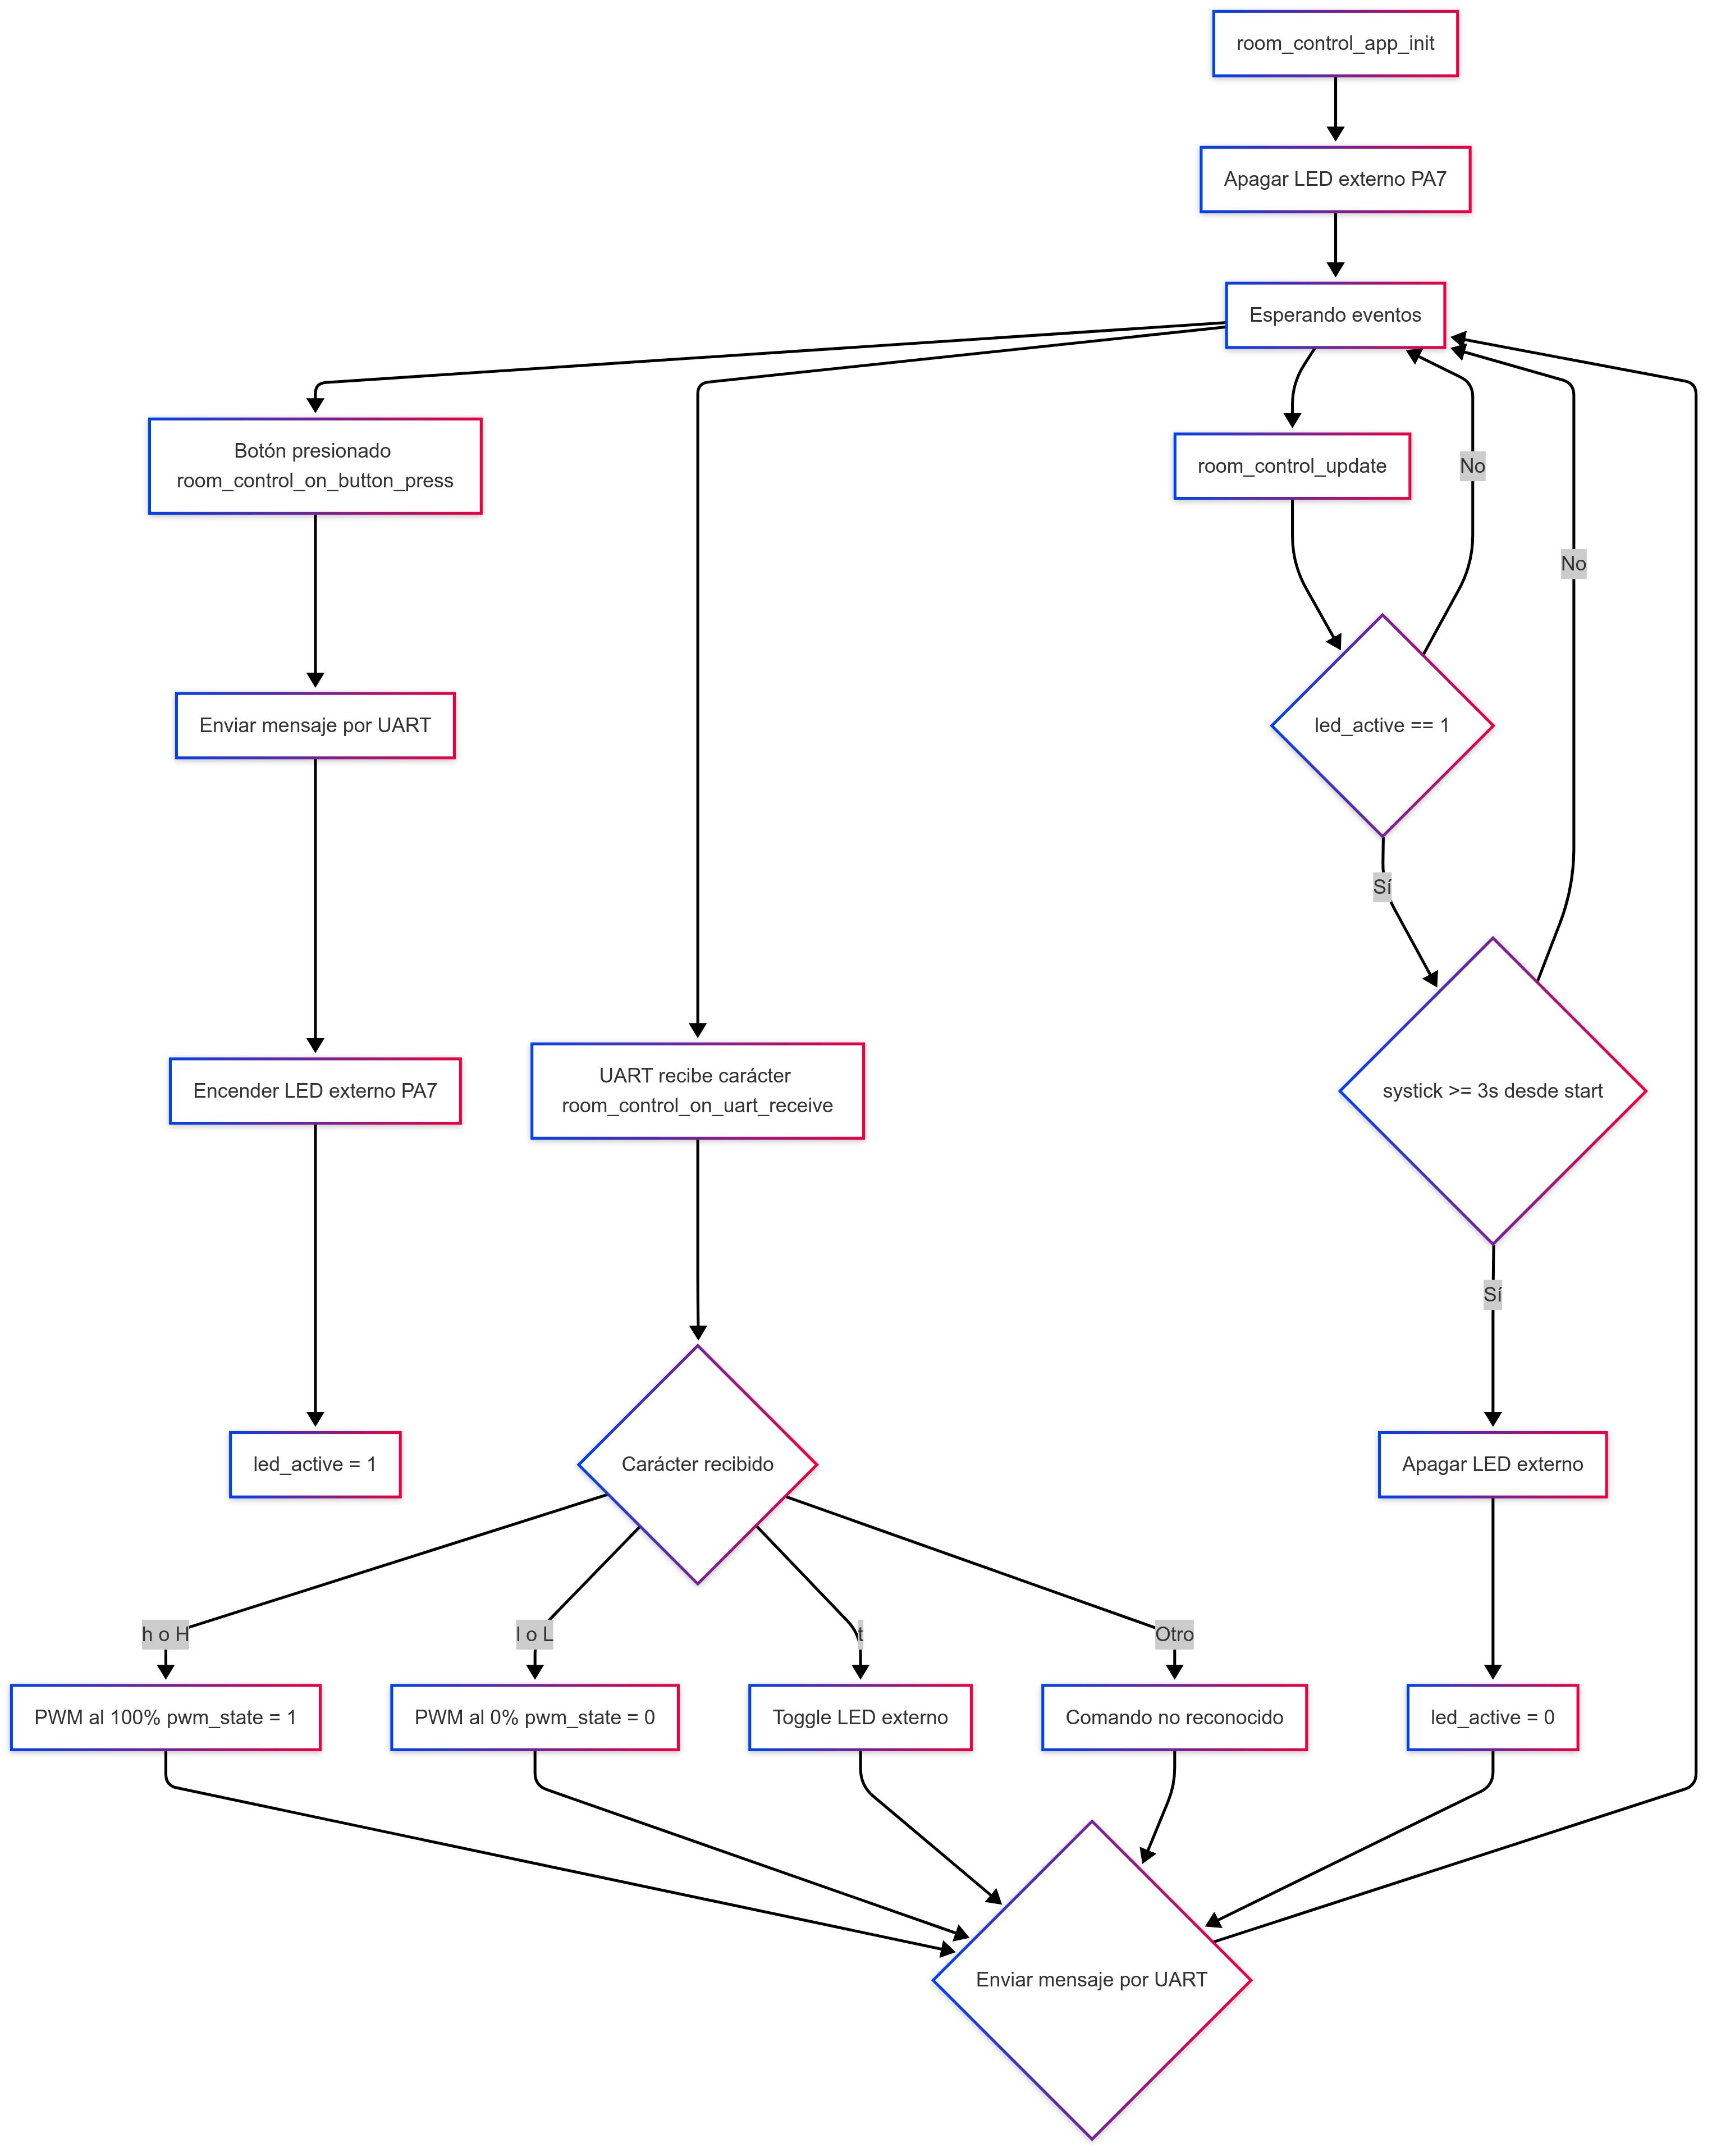 room_control_app_init
Apagar LED externo PA7
Esperando eventos
Botón presionado
room_control_on_button_press
room_control_update
No
No
Enviar mensaje por UART
led_active == 1
Sí
Encender LED externo PA7
UART recibe carácter
room_control_on_uart_receive
systick >= 3s desde start
Sí
led_active = 1
Carácter recibido
Apagar LED externo
h o H
l o L
t
Otro
PWM al 100% pwm_state = 1
PWM al 0% pwm_state = 0
Toggle LED externo
Comando no reconocido
led_active = 0
Enviar mensaje por UART